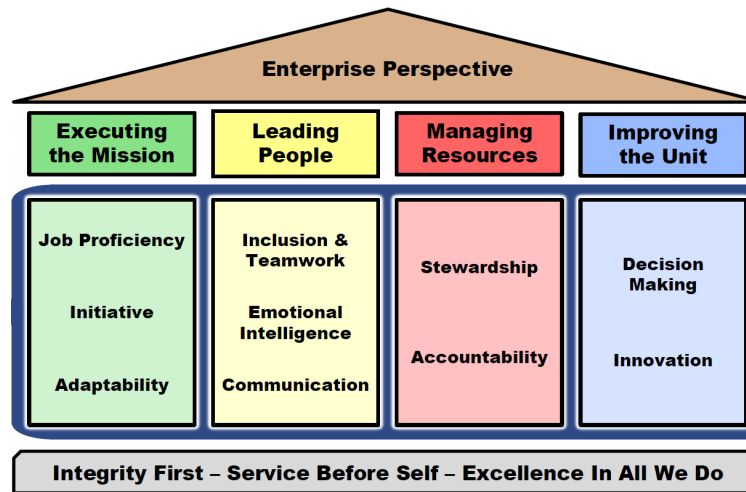 Enterprise Perspective
Executing
the Mission
Leading
People
Managing
Resources
Improving
the Unit
Job Proficiency
Initiative
Adaptability
Inclusion &
Teamwork
Emotional
Intelligence
Communication
Stewardship
Accountability
Decision
Making
Innovation
Integrity First – Service Before Self – Excellence In All We Do